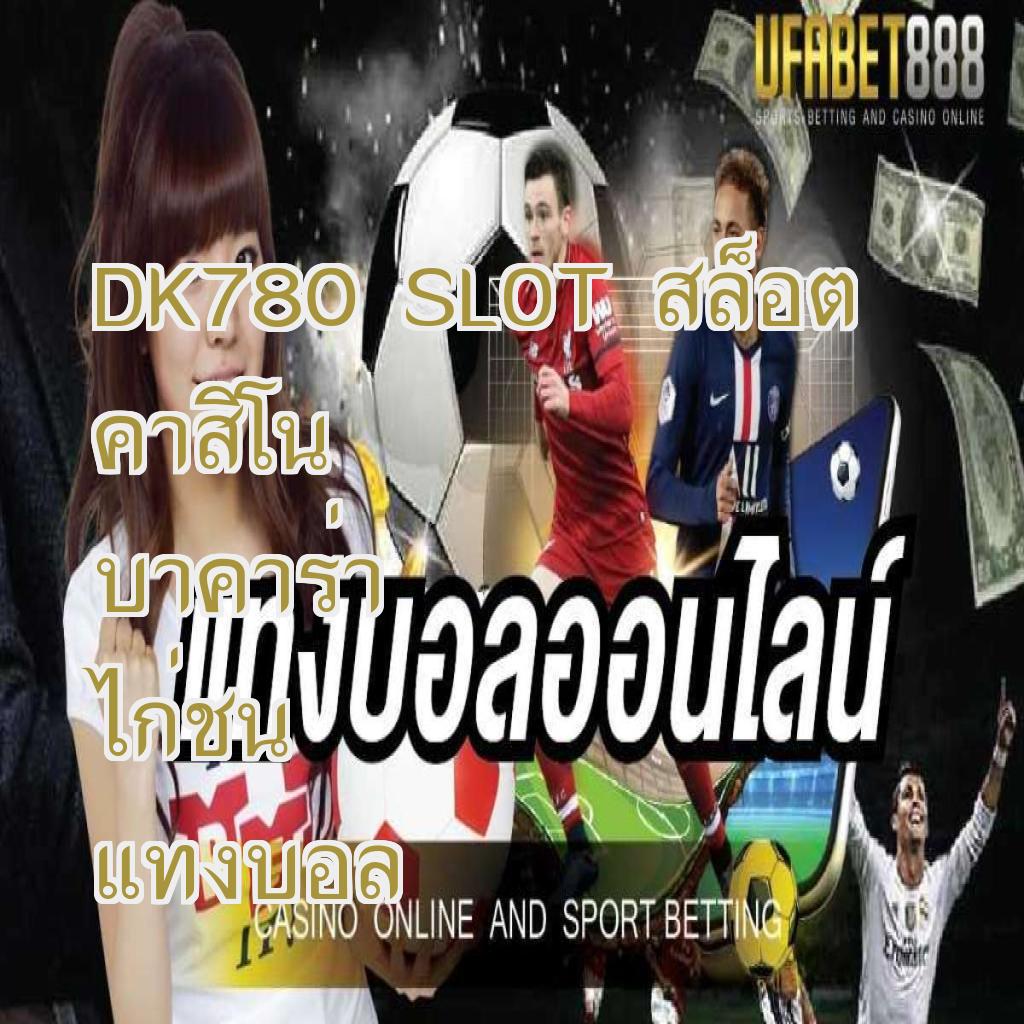 UFABET888
SPORTS BETTING AND CASINO ONLINE
DK780 SLOT สล็อต
คาสิโน
บาคาร่า
ไก่ชน
แทงบอล
แทงบอลออนไลน์
CASINO ONLINE AND SPORT BETTING